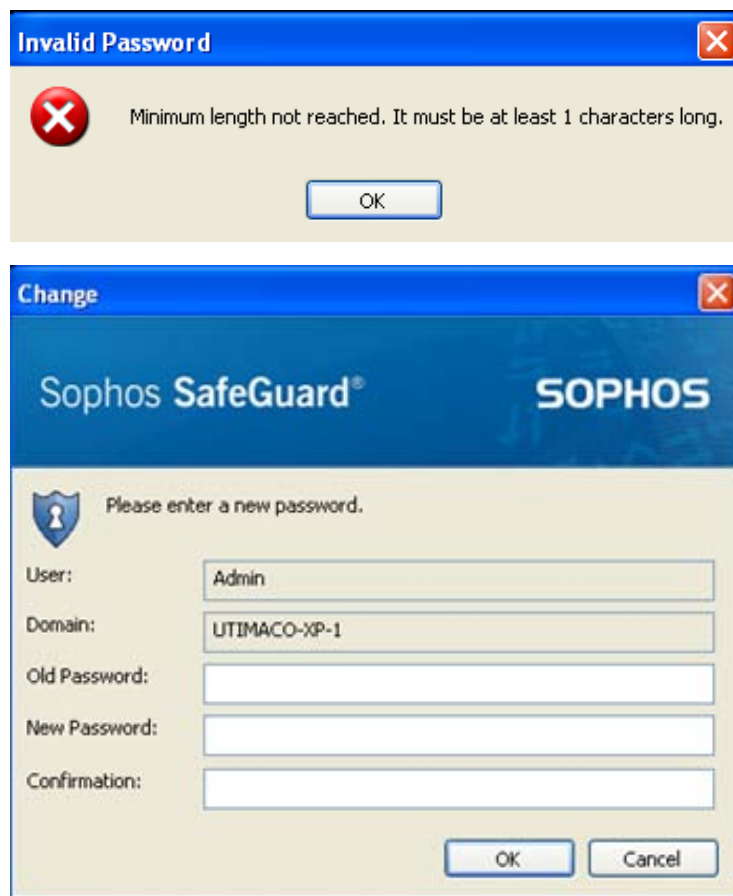 Invalid Password
Minimum length not reached. It must be at least 1 characters long.
OK
Change
Sophos SafeGuard® SOPHOS
Please enter a new password.
User: Admin
Domain: UTIMACO-XP-1
Old Password:
New Password:
Confirmation:
OK Cancel